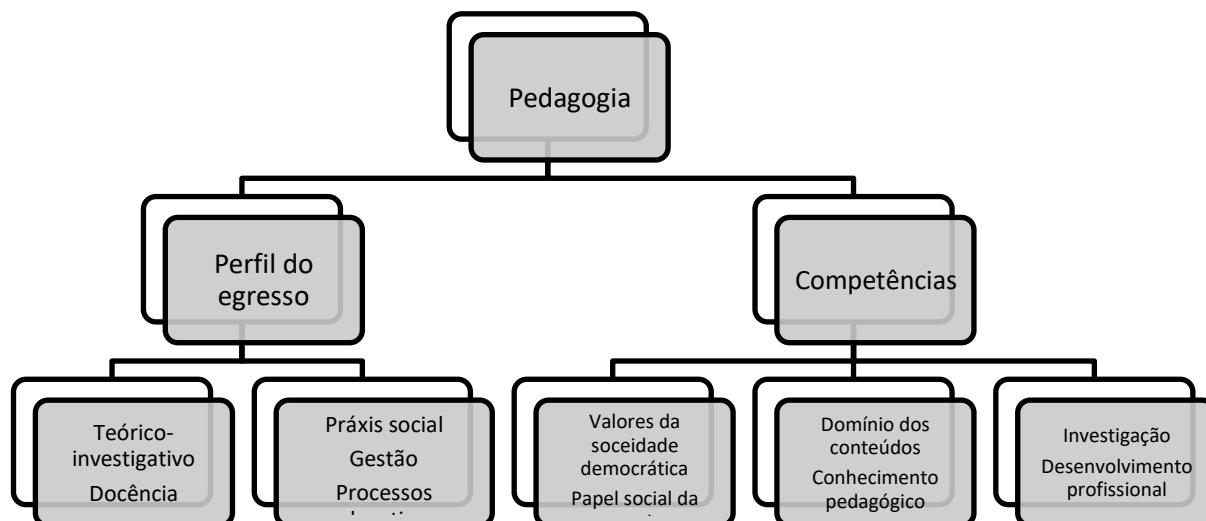 Pedagogia
Perfil do
egresso
Competências
Teórico-
investigativo
Docência
Práxis social
Gestão
Processos
Valores da
soceidade
democrática
Papel social da
Domínio dos
conteúdos
Conhecimento
pedagógico
Investigação
Desenvolvimento
profissional